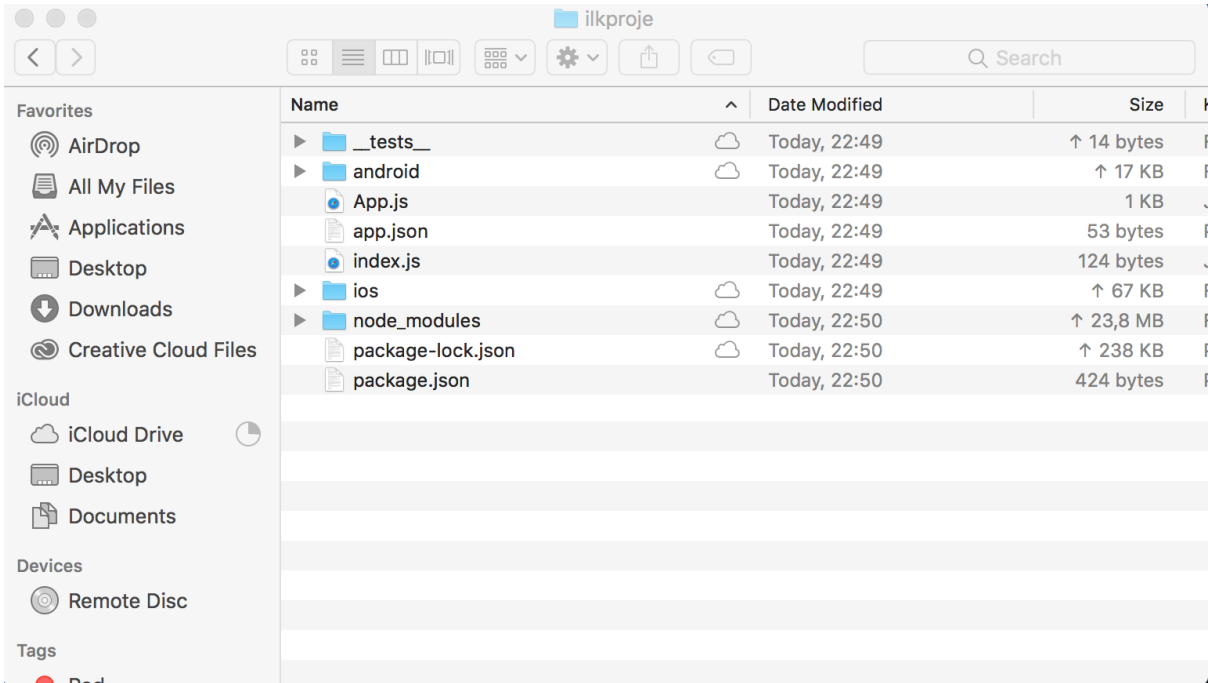 ilkproje
Search
Favorites
AirDrop
All My Files
Applications
Desktop
Downloads
Creative Cloud Files
iCloud
iCloud Drive
Desktop
Documents
Devices
Remote Disc
Tags
Name Date Modified Size
__tests__ Today, 22:49 ↑ 14 bytes
android Today, 22:49 ↑ 17 KB
App.js Today, 22:49 1 KB
app.json Today, 22:49 53 bytes
index.js Today, 22:49 124 bytes
ios Today, 22:49 ↑ 67 KB
node_modules Today, 22:50 ↑ 23,8 MB
package-lock.json Today, 22:50 ↑ 238 KB
package.json Today, 22:50 424 bytes